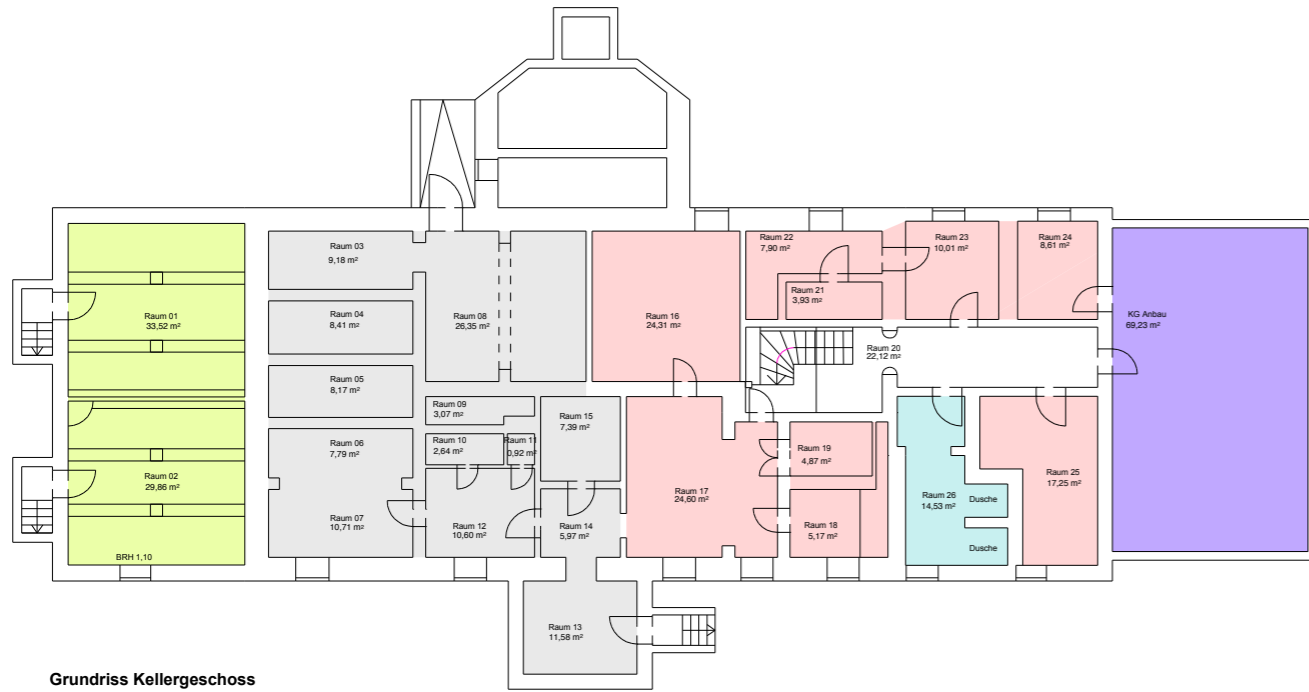 Raum 01
33,52 m²
Raum 02
29,86 m²
BRH 1,10
Raum 03
9,18 m²
Raum 04
8,41 m²
Raum 05
8,17 m²
Raum 06
7,79 m²
Raum 07
10,71 m²
Raum 08
26,35 m²
Raum 09
3,07 m²
Raum 10
2,64 m²
Raum 11
0,92 m²
Raum 12
10,60 m²
Raum 13
11,58 m²
Raum 14
5,97 m²
Raum 15
7,39 m²
Raum 16
24,31 m²
Raum 17
24,60 m²
Raum 18
5,17 m²
Raum 19
4,87 m²
Raum 20
22,12 m²
Raum 21
3,93 m²
Raum 22
7,90 m²
Raum 23
10,01 m²
Raum 24
8,61 m²
Raum 25
17,25 m²
Raum 26
14,53 m²
Dusche
Dusche
KG Anbau
69,23 m²
Grundriss Kellergeschoss